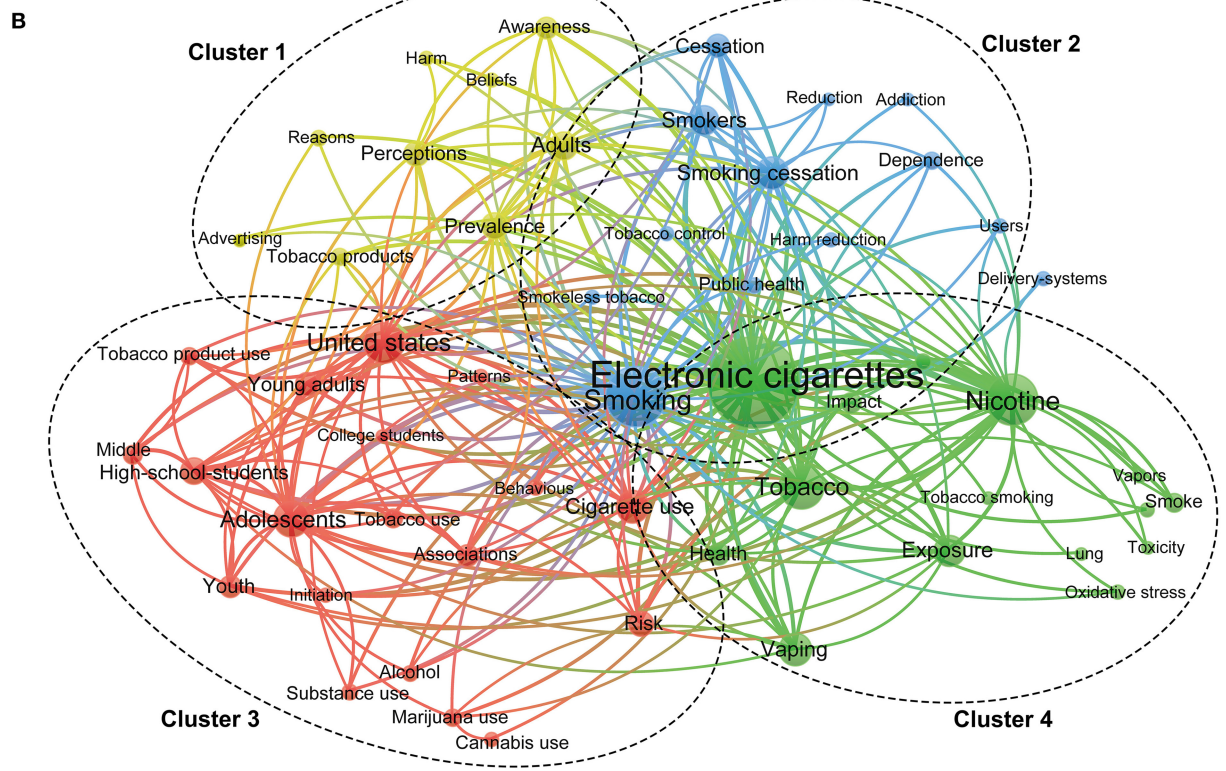 B
Cluster 1
Awareness
Harm
Beliefs
Reasons
Perceptions
Adults
Prevalence
Advertising
Tobacco products
Cluster 2
Cessation
Reduction
Addiction
Smokers
Smoking cessation
Dependence
Tobacco control
Harm reduction
Users
Public health
Delivery-systems
Smokeless tobacco
Smoking
United states
Tobacco product use
Young adults
Patterns
College students
Middle
High-school-students
Behavious
Cigarette use
Adolescents
Tobacco use
Associations
Youth
Initiation
Risk
Alcohol
Substance use
Marijuana use
Cannabis use
Cluster 3
Electronic cigarettes
Impact
Nicotine
Tobacco
Vapors
Tobacco smoking
Smoke
Health
Exposure
Lung
Toxicity
Oxidative stress
Vaping
Cluster 4